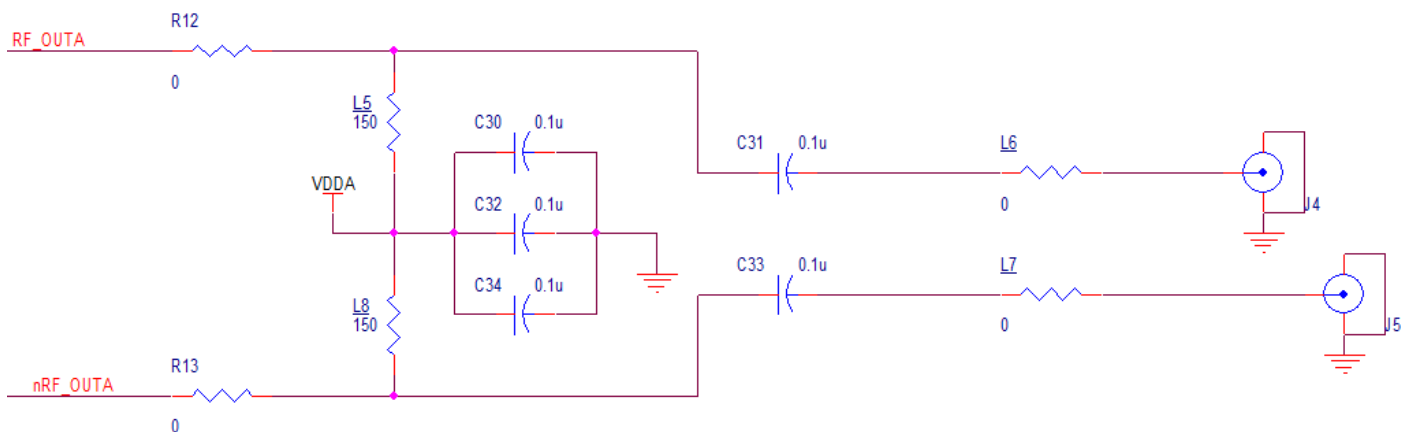 R12
RF_OUTA
0
L5
150
C30 0.1u
C31 0.1u
L6
0
J4
VDDA
C32 0.1u
C33 0.1u
L7
0
J5
C34 0.1u
L8
150
R13
nRF_OUTA
0